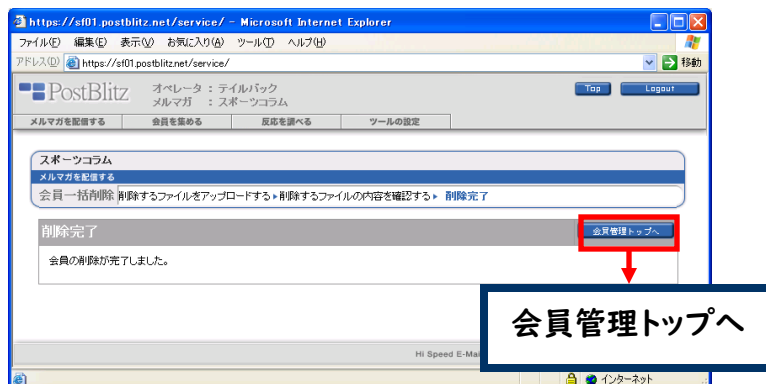 https://sf01.postblitz.net/service/ - Microsoft Internet Explorer
ファイル(F) 編集(E) 表示(V) お気に入り(A) ツール(T) ヘルプ(H)
アドレス(D) https://sf01.postblitz.net/service/ 移動
PostBlitz オペレータ : テイルバック Top Logout
メルマガ : スポーツコラム
メルマガを配信する 会員を集める 反応を調べる ツールの設定
スポーツコラム
メルマガを配信する
会員一括削除 削除するファイルをアップロードする 削除するファイルの内容を確認する 削除完了
削除完了 会員管理トップへ
会員の削除が完了しました。
会員管理トップへ
Hi Speed E-Mai
インターネット